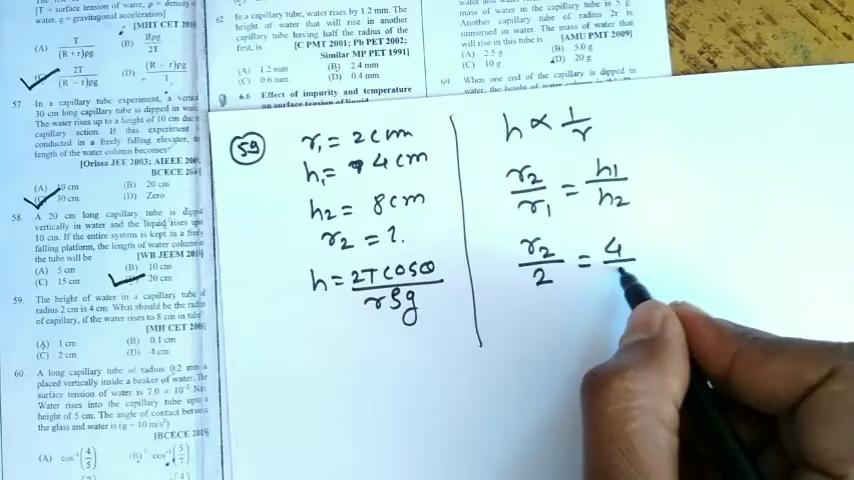 [T = surface tension of water, ρ = density of
water, g = gravitational acceleration]
[MHT CET
(A) T / (R + r)ρg
(B) Rρg / 2T
2T / (R − r)ρg
(D) (R − r)ρg / T
57. In a capillary tube experiment, a vertical
30 cm long capillary tube is dipped in water.
The water rises up to a height of 10 cm due to
capillary action. If this experiment is
conducted in a freely falling elevator, the
length of the water column becomes
[Orissa JEE 2003; AIEEE
BCECE
(A) 10 cm
(B) 20 cm
30 cm
(D) Zero
58. A 20 cm long capillary tube is dipped
vertically in water and the liquid rises upto
10 cm. If the entire system is kept in a freely
falling platform, the length of water column in
the tube will be
[WB JEEM
(A) 5 cm
(B) 10 cm
(C) 15 cm
20 cm
59. The height of water in a capillary tube of
radius 2 cm is 4 cm. What should be the radius
of capillary, if the water rises to 8 cm in tube
[MH CET
(A) 1 cm
(B) 0.1 cm
(C) 2 cm
(D) 4 cm
60. A long capillary tube of radius 0.2 mm is
placed vertically inside a beaker of water. The
surface tension of water is 7.0 × 10⁻²
Water rises into the capillary tube upto a
height of 5 cm. The angle of contact between
the glass and water is (g = 10 m/s²)
[BCECE
(A) cos⁻¹(4/5)
(B) cos⁻¹(5/7)
62 In a capillary tube, water rises by 1.2 mm. The
height of water that will rise in another
capillary tube having half the radius of the
first, is
[C PMT 2001; Pb PET 2002;
Similar MP PET 1991]
(A) 1.2 mm
(B) 2.4 mm
(C) 0.6 mm
(D) 0.4 mm
6.6 Effect of impurity and temperature
on surface tension of liquid
mass of water in the capillary tube is 5 g.
Another capillary tube of radius 2r is
immersed in water. The mass of water that
will rise in this tube is
[AMU PMT 2009]
(A) 2.5 g
(B) 5.0 g
(C) 10 g
(D) 20 g
69. When one end of the capillary is dipped in
water, the height of water
59
r₁ = 2 cm
h₁ = 4 cm
h₂ = 8 cm
r₂ = ?
h = 2T cosθ / rρg
h ∝ 1/r
r₂/r₁ = h₁/h₂
r₂/2 = 4/